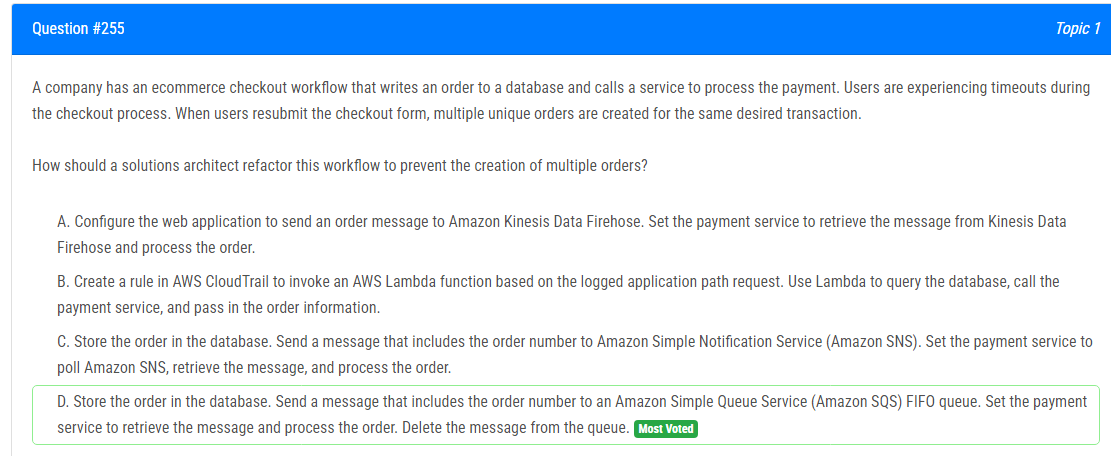 Question #255
Topic 1
A company has an ecommerce checkout workflow that writes an order to a database and calls a service to process the payment. Users are experiencing timeouts during
the checkout process. When users resubmit the checkout form, multiple unique orders are created for the same desired transaction.
How should a solutions architect refactor this workflow to prevent the creation of multiple orders?
A. Configure the web application to send an order message to Amazon Kinesis Data Firehose. Set the payment service to retrieve the message from Kinesis Data
Firehose and process the order.
B. Create a rule in AWS CloudTrail to invoke an AWS Lambda function based on the logged application path request. Use Lambda to query the database, call the
payment service, and pass in the order information.
C. Store the order in the database. Send a message that includes the order number to Amazon Simple Notification Service (Amazon SNS). Set the payment service to
poll Amazon SNS, retrieve the message, and process the order.
D. Store the order in the database. Send a message that includes the order number to an Amazon Simple Queue Service (Amazon SQS) FIFO queue. Set the payment
service to retrieve the message and process the order. Delete the message from the queue. Most Voted